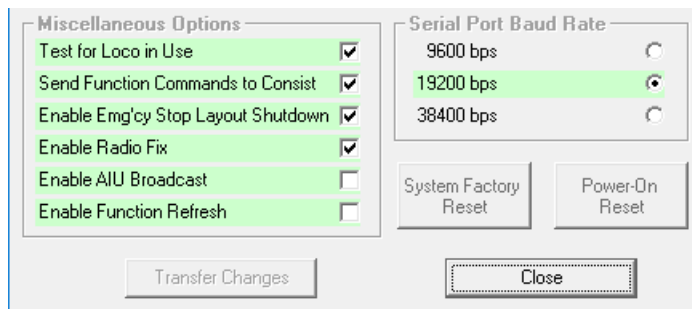 Miscellaneous Options
Test for Loco in Use
Send Function Commands to Consist
Enable Emg'cy Stop Layout Shutdown
Enable Radio Fix
Enable AIU Broadcast
Enable Function Refresh
Serial Port Baud Rate
9600 bps
19200 bps
38400 bps
System Factory
Reset
Power-On
Reset
Transfer Changes
Close